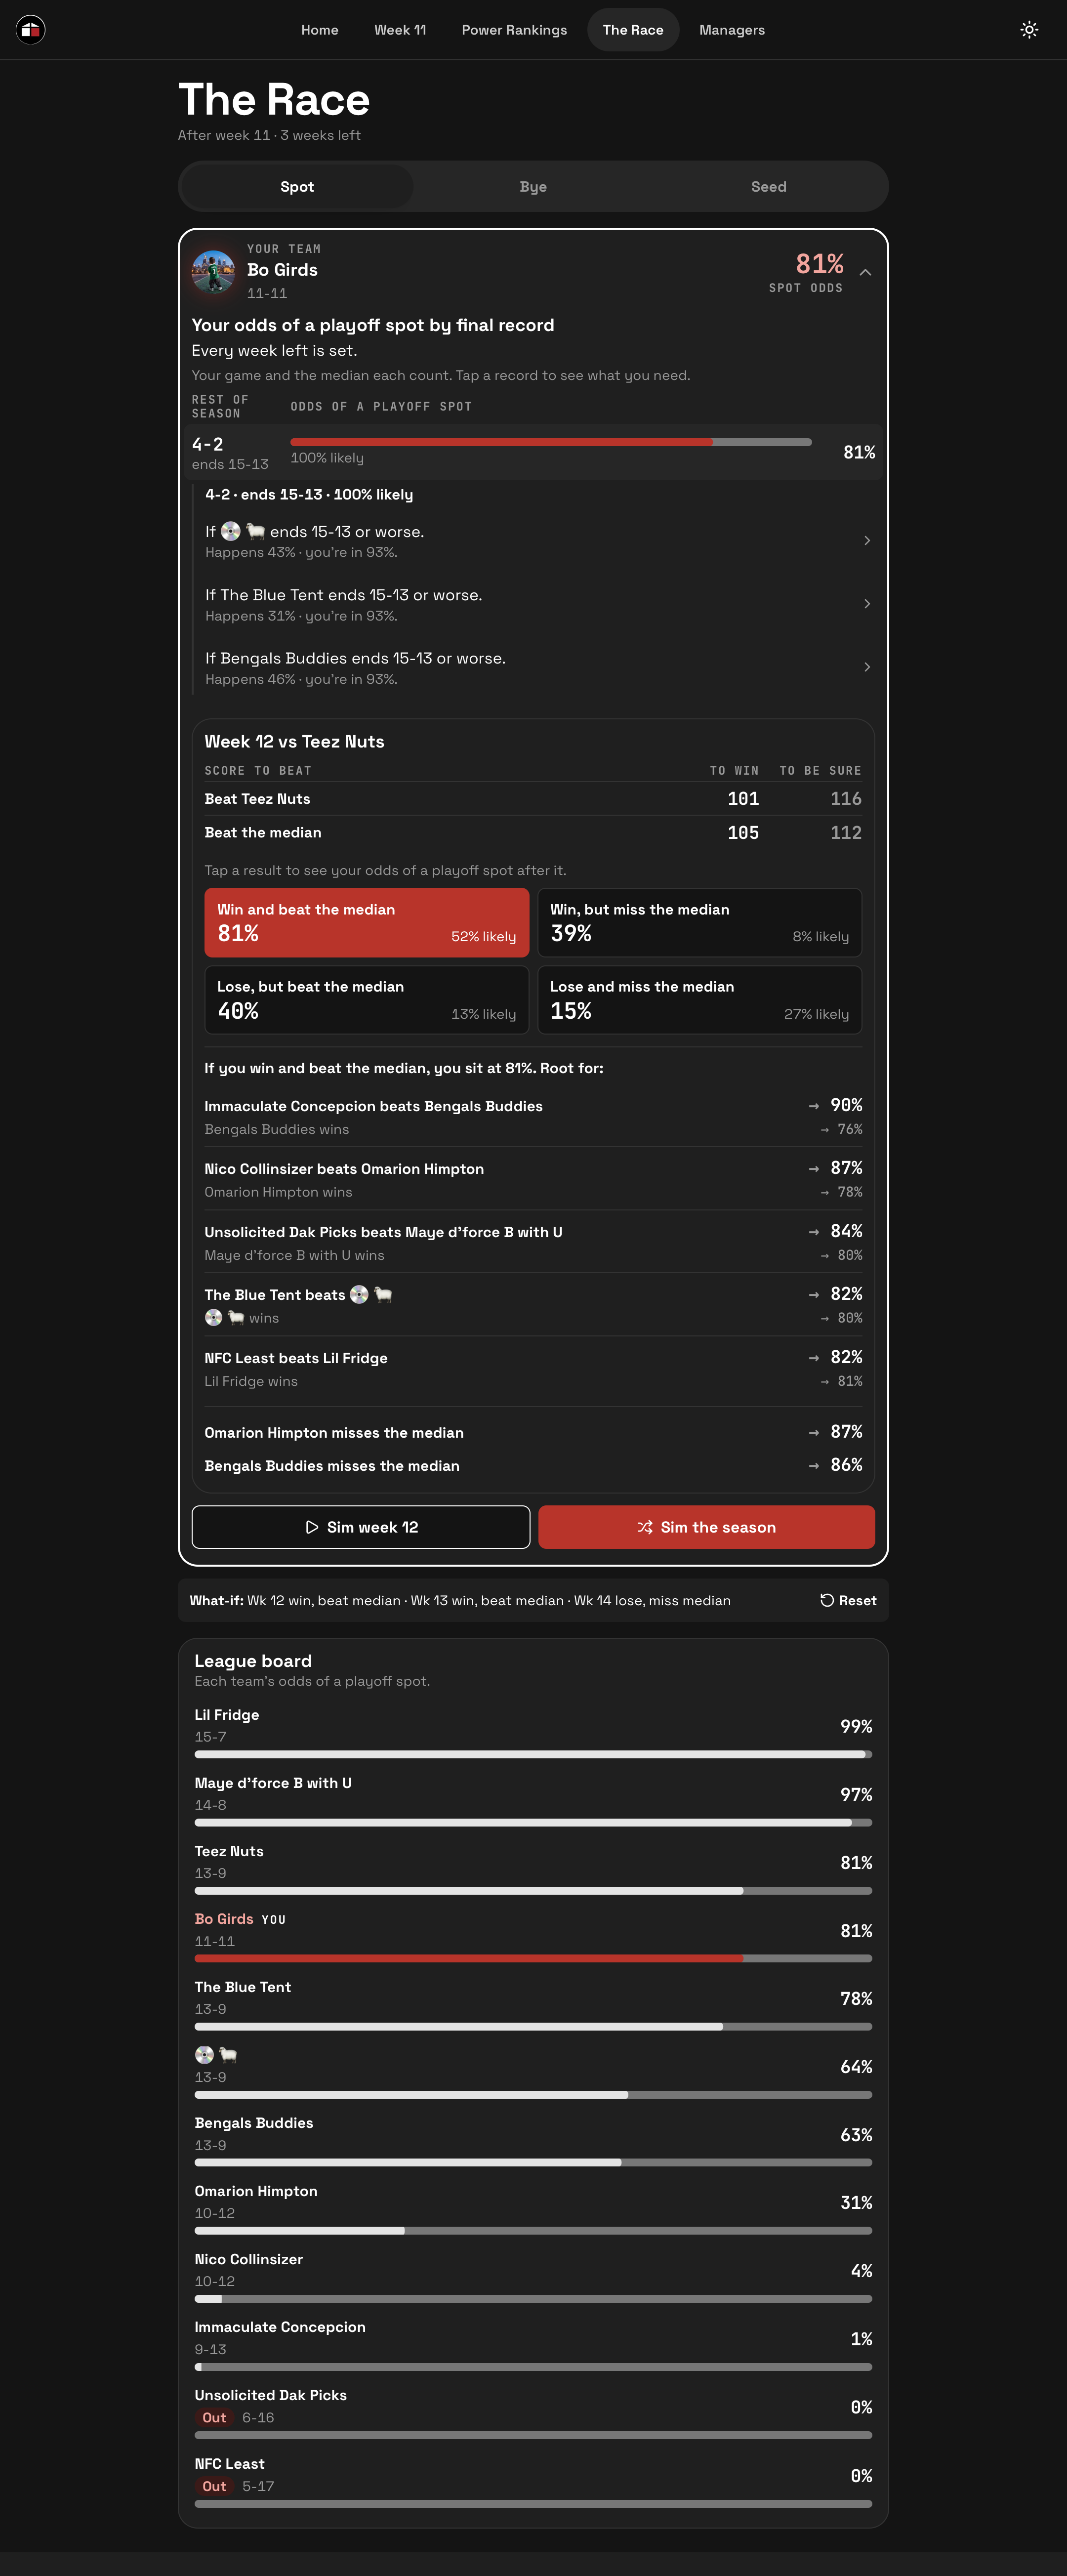 Home Week 11 Power Rankings The Race Managers
The Race
After week 11 · 3 weeks left
Spot Bye Seed
YOUR TEAM
Bo Girds
11-11
81%
SPOT ODDS
Your odds of a playoff spot by final record
Every week left is set.
Your game and the median each count. Tap a record to see what you need.
REST OF SEASON ODDS OF A PLAYOFF SPOT
4-2
ends 15-13
100% likely
81%
4-2 · ends 15-13 · 100% likely
If 💿 🐑 ends 15-13 or worse.
Happens 43% · you're in 93%.
If The Blue Tent ends 15-13 or worse.
Happens 31% · you're in 93%.
If Bengals Buddies ends 15-13 or worse.
Happens 46% · you're in 93%.
Week 12 vs Teez Nuts
SCORE TO BEAT TO WIN TO BE SURE
Beat Teez Nuts 101 116
Beat the median 105 112
Tap a result to see your odds of a playoff spot after it.
Win and beat the median
81% 52% likely
Win, but miss the median
39% 8% likely
Lose, but beat the median
40% 13% likely
Lose and miss the median
15% 27% likely
If you win and beat the median, you sit at 81%. Root for:
Immaculate Concepcion beats Bengals Buddies → 90%
Bengals Buddies wins → 76%
Nico Collinsizer beats Omarion Himpton → 87%
Omarion Himpton wins → 78%
Unsolicited Dak Picks beats Maye d'force B with U → 84%
Maye d'force B with U wins → 80%
The Blue Tent beats 💿 🐑 → 82%
💿 🐑 wins → 80%
NFC Least beats Lil Fridge → 82%
Lil Fridge wins → 81%
Omarion Himpton misses the median → 87%
Bengals Buddies misses the median → 86%
Sim week 12
Sim the season
What-if: Wk 12 win, beat median · Wk 13 win, beat median · Wk 14 lose, miss median Reset
League board
Each team's odds of a playoff spot.
Lil Fridge
15-7
99%
Maye d'force B with U
14-8
97%
Teez Nuts
13-9
81%
Bo Girds YOU
11-11
81%
The Blue Tent
13-9
78%
💿 🐑
13-9
64%
Bengals Buddies
13-9
63%
Omarion Himpton
10-12
31%
Nico Collinsizer
10-12
4%
Immaculate Concepcion
9-13
1%
Unsolicited Dak Picks
Out 6-16
0%
NFC Least
Out 5-17
0%